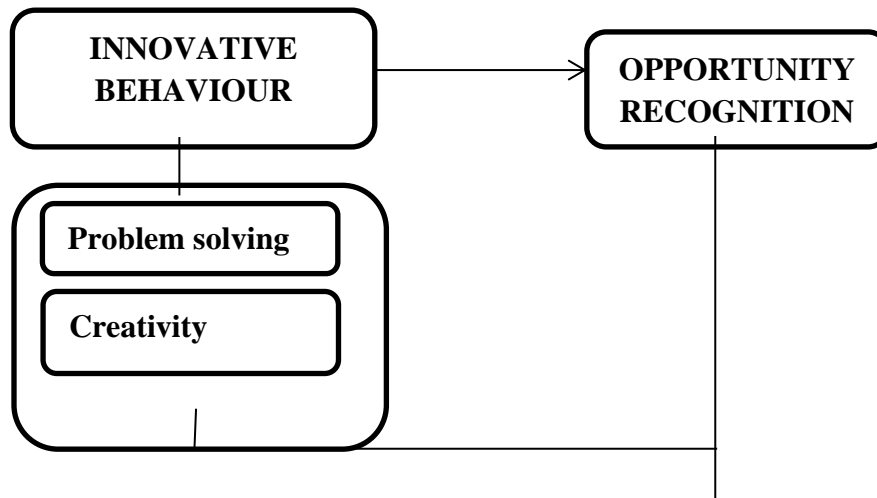 INNOVATIVE
BEHAVIOUR
OPPORTUNITY
RECOGNITION
Problem solving
Creativity